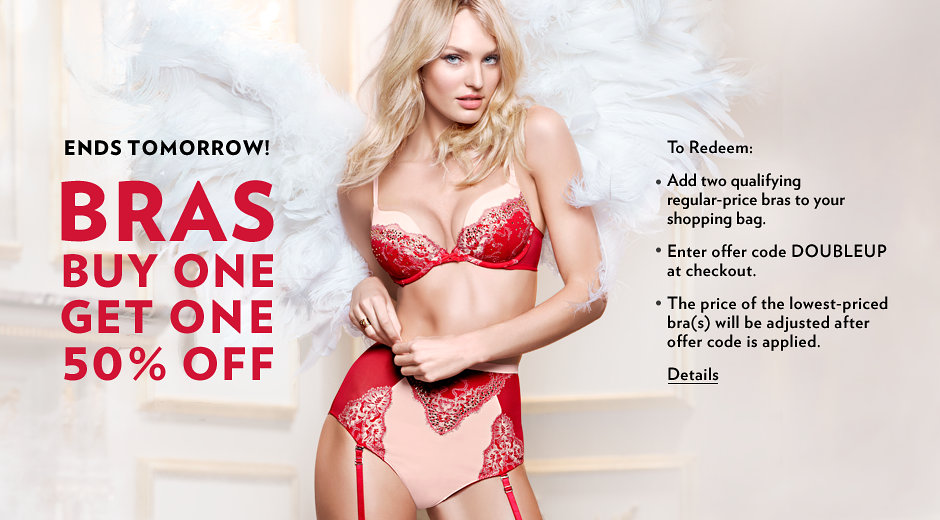 ENDS TOMORROW!
BRAS
BUY ONE
GET ONE
50% OFF
To Redeem:
• Add two qualifying
regular-price bras to your
shopping bag.
• Enter offer code DOUBLEUP
at checkout.
• The price of the lowest-priced
bra(s) will be adjusted after
offer code is applied.
Details